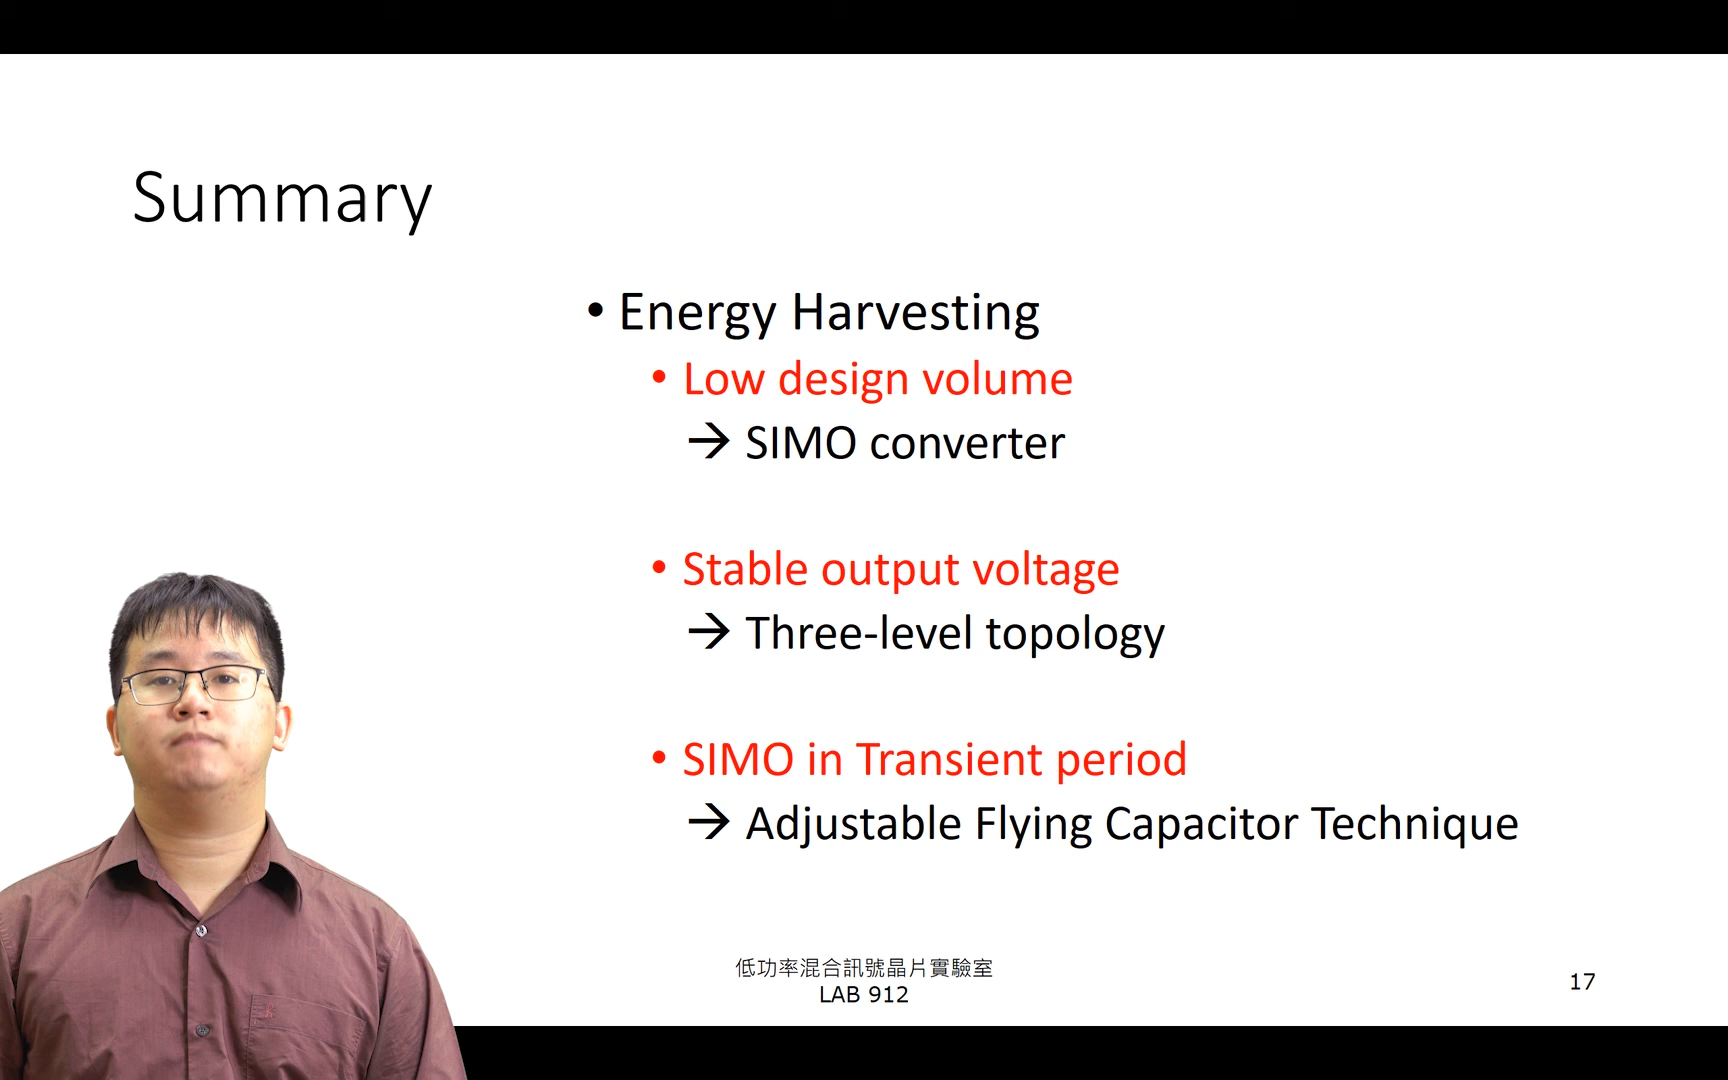 Summary
• Energy Harvesting
• Low design volume
→ SIMO converter
• Stable output voltage
→ Three-level topology
• SIMO in Transient period
→ Adjustable Flying Capacitor Technique
低功率混合訊號晶片實驗室
LAB 912
17